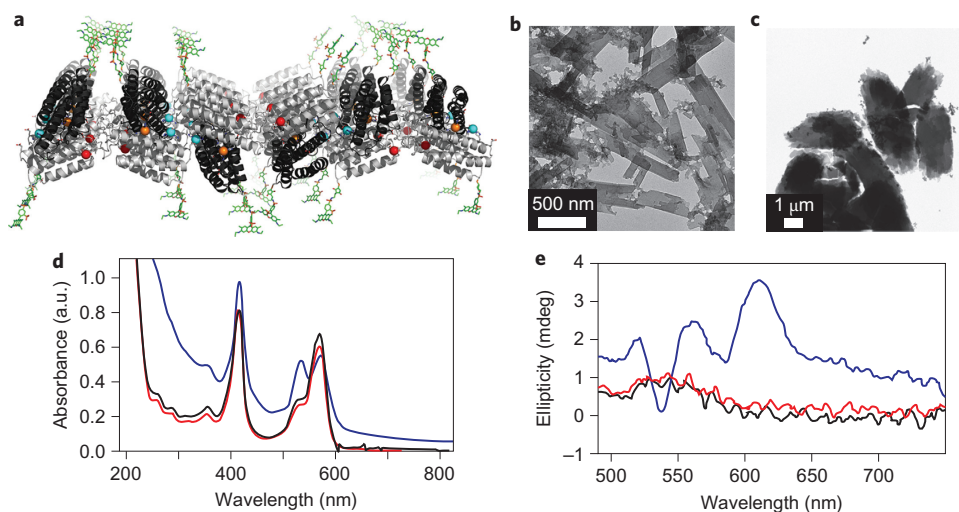 a
b
c
500 nm
1 μm
d
e
1.0
0.8
0.6
0.4
0.2
0.0
Absorbance (a.u.)
200
400
600
800
Wavelength (nm)
4
3
2
1
0
–1
Ellipticity (mdeg)
500
550
600
650
700
Wavelength (nm)